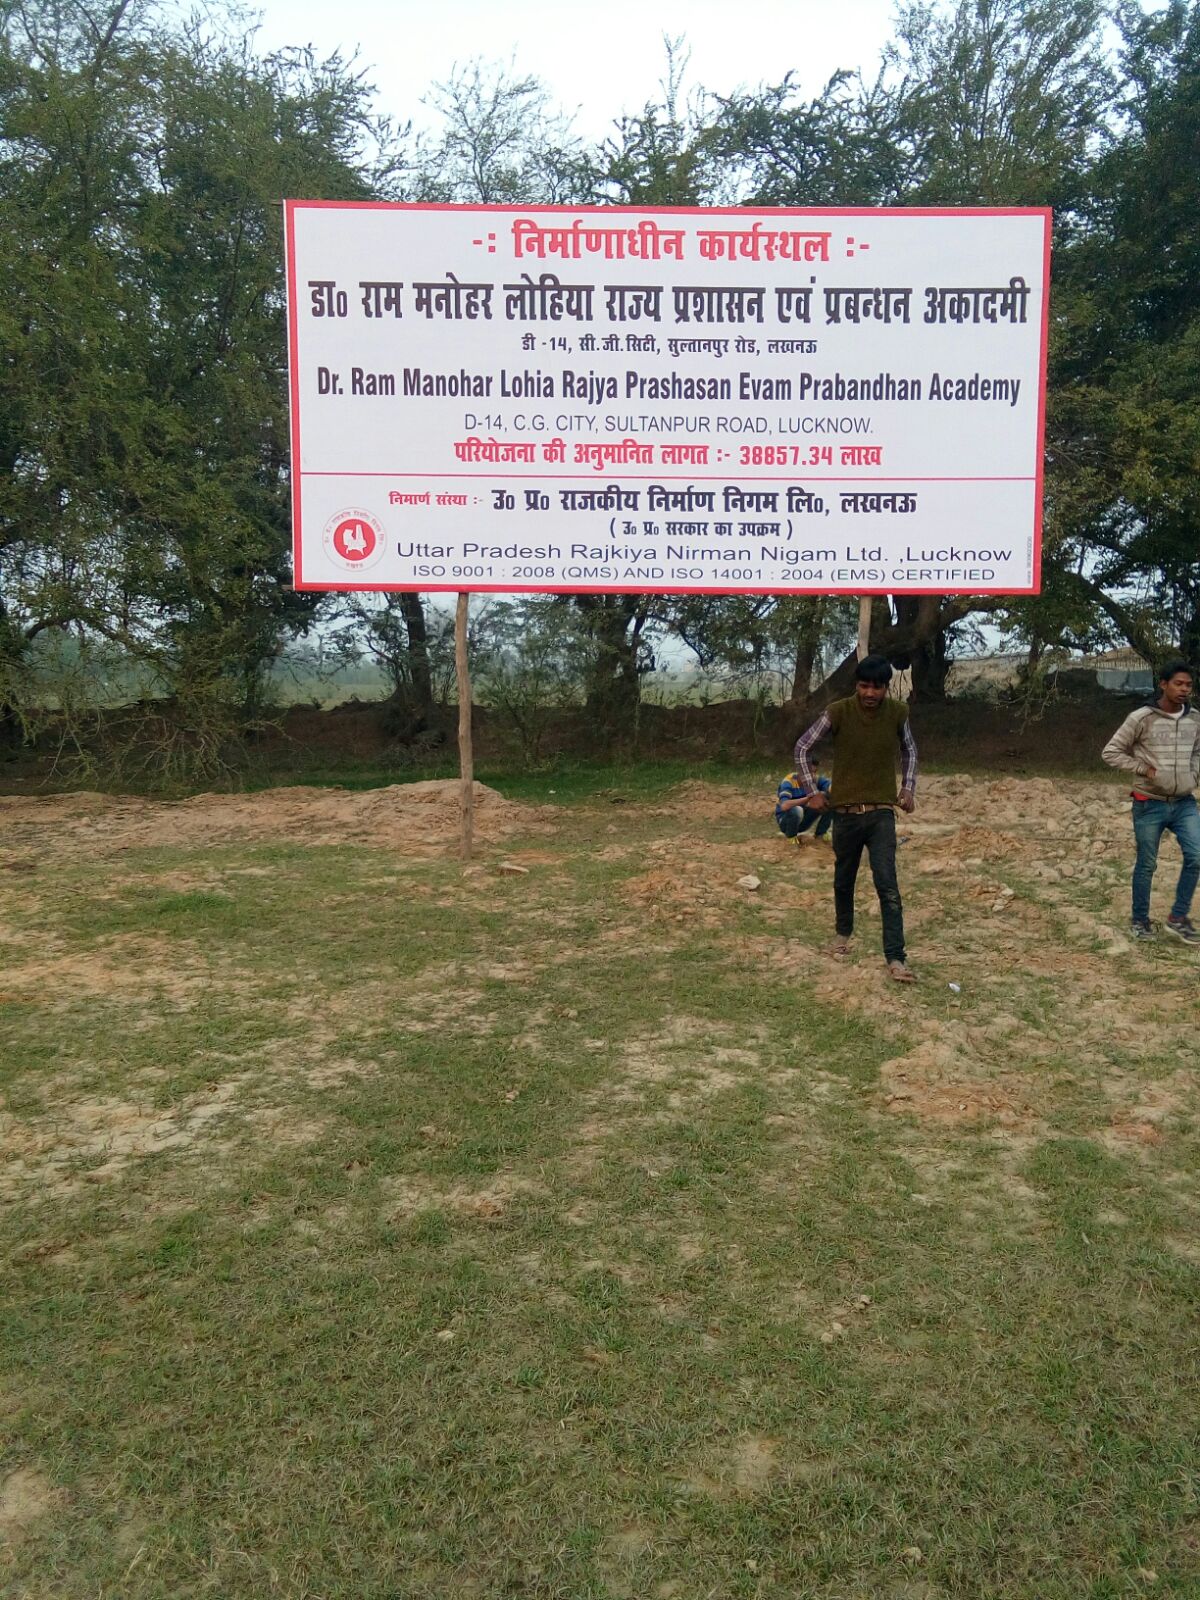 -: निर्माणाधीन कार्यस्थल :-
डा० राम मनोहर लोहिया राज्य प्रशासन एवं प्रबन्धन अकादमी
डी -14, सी.जी.सिटी, सुल्तानपुर रोड, लखनऊ
Dr. Ram Manohar Lohia Rajya Prashasan Evam Prabandhan Academy
D-14, C.G. CITY, SULTANPUR ROAD, LUCKNOW.
परियोजना की अनुमानित लागत :- 38857.34 लाख
निमार्ण संस्था :- उ० प्र० राजकीय निर्माण निगम लि०, लखनऊ
( उ० प्र० सरकार का उपक्रम )
Uttar Pradesh Rajkiya Nirman Nigam Ltd. ,Lucknow
ISO 9001 : 2008 (QMS) AND ISO 14001 : 2004 (EMS) CERTIFIED